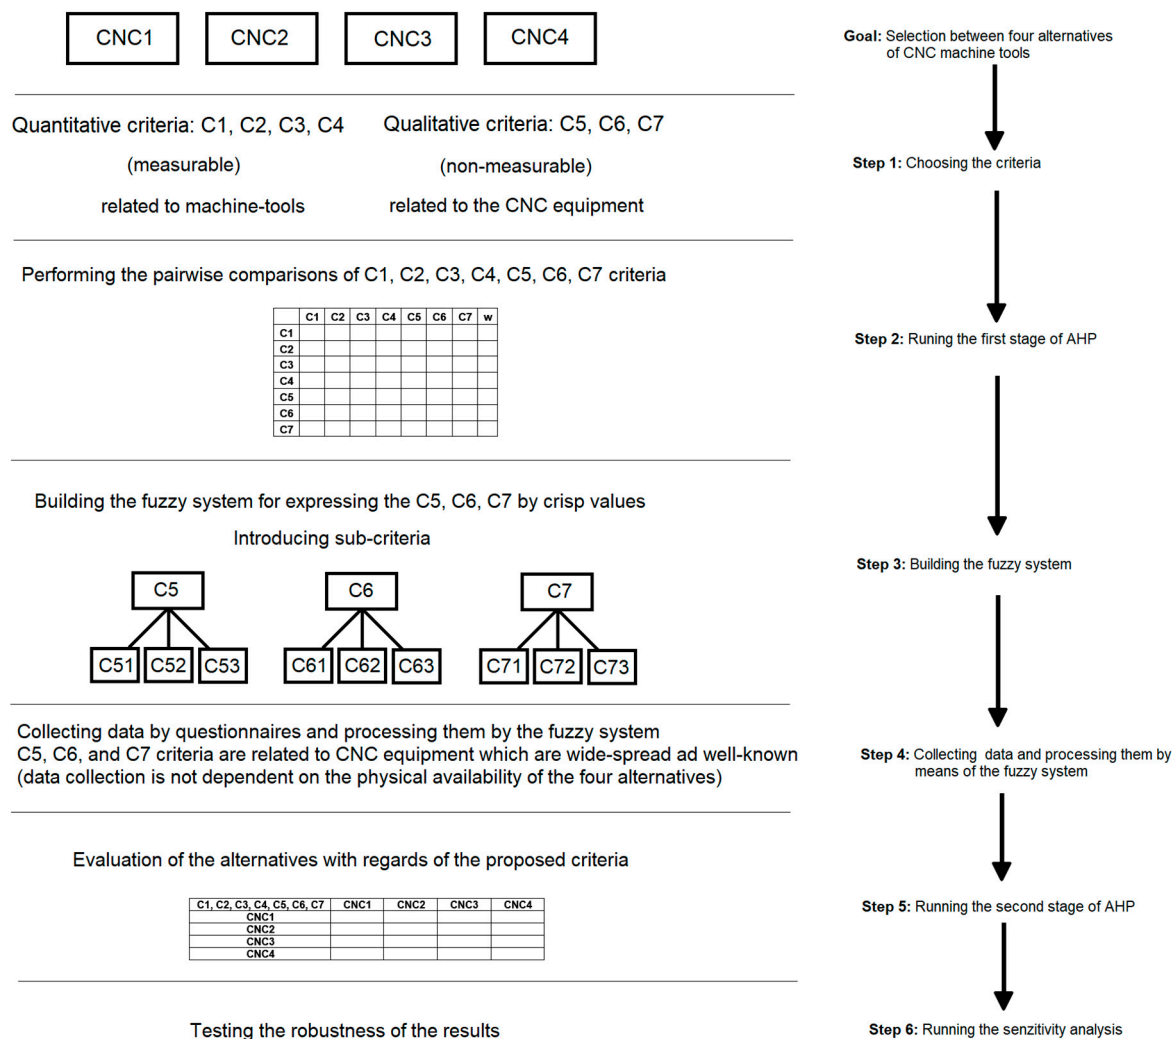 CNC1 CNC2 CNC3 CNC4
Goal: Selection between four alternatives
of CNC machine tools
Quantitative criteria: C1, C2, C3, C4
(measurable)
related to machine-tools
Qualitative criteria: C5, C6, C7
(non-measurable)
related to the CNC equipment
Step 1: Choosing the criteria
Performing the pairwise comparisons of C1, C2, C3, C4, C5, C6, C7 criteria
C1 C2 C3 C4 C5 C6 C7 w
C1
C2
C3
C4
C5
C6
C7
Step 2: Runing the first stage of AHP
Building the fuzzy system for expressing the C5, C6, C7 by crisp values
Introducing sub-criteria
C5 C6 C7
C51 C52 C53 C61 C62 C63 C71 C72 C73
Step 3: Building the fuzzy system
Collecting data by questionnaires and processing them by the fuzzy system
C5, C6, and C7 criteria are related to CNC equipment which are wide-spread ad well-known
(data collection is not dependent on the physical availability of the four alternatives)
Step 4: Collecting data and processing them by
means of the fuzzy system
Evaluation of the alternatives with regards of the proposed criteria
C1, C2, C3, C4, C5, C6, C7 CNC1 CNC2 CNC3 CNC4
CNC1
CNC2
CNC3
CNC4
Step 5: Running the second stage of AHP
Testing the robustness of the results
Step 6: Running the senzitivity analysis